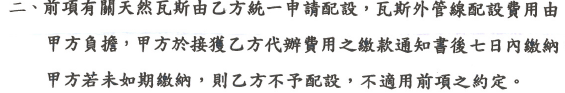 二、前項有關天然瓦斯由乙方統一申請配設，瓦斯外管線配設費用由
甲方負擔，甲方於接獲乙方代辦費用之繳款通知書後七日內繳納
甲方若未如期繳納，則乙方不予配設，不適用前項之約定。